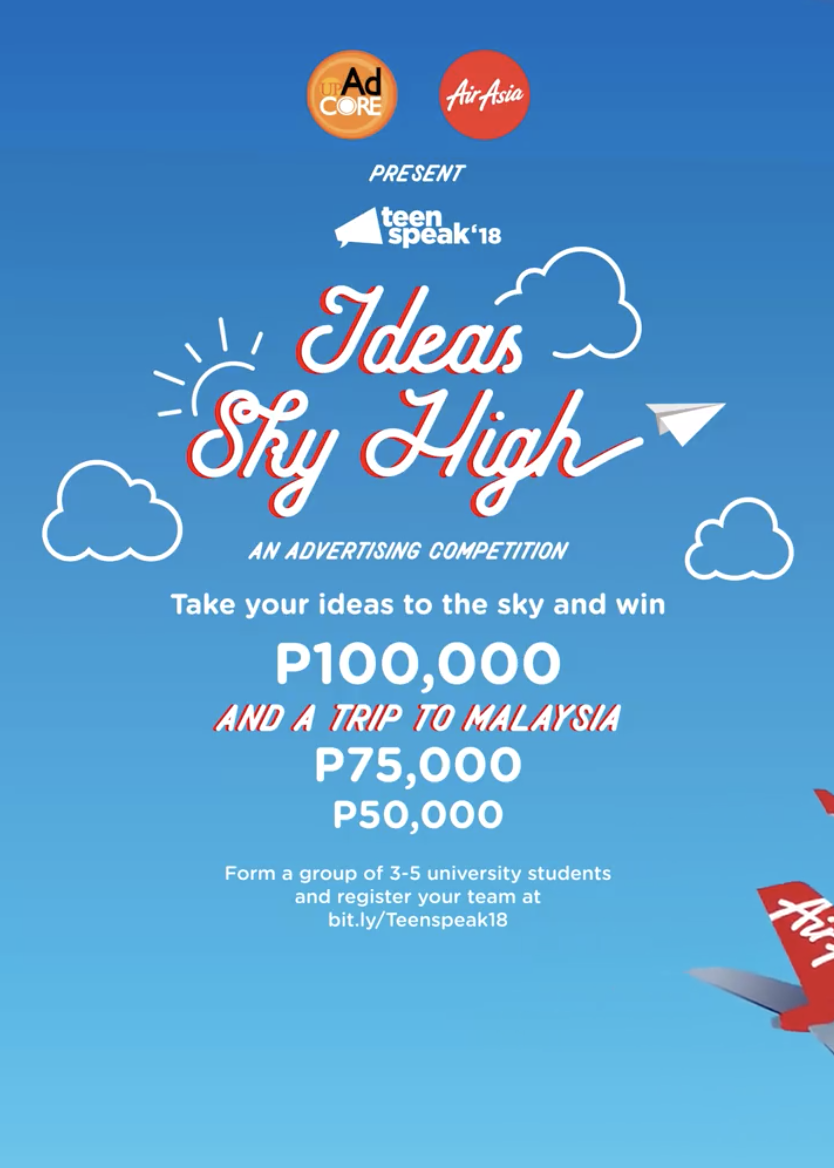 UP Ad
CORE
AirAsia
PRESENT
teen
speak‘18
Ideas
Sky High
AN ADVERTISING COMPETITION
Take your ideas to the sky and win
P100,000
AND A TRIP TO MALAYSIA
P75,000
P50,000
Form a group of 3-5 university students
and register your team at
bit.ly/Teenspeak18
Air